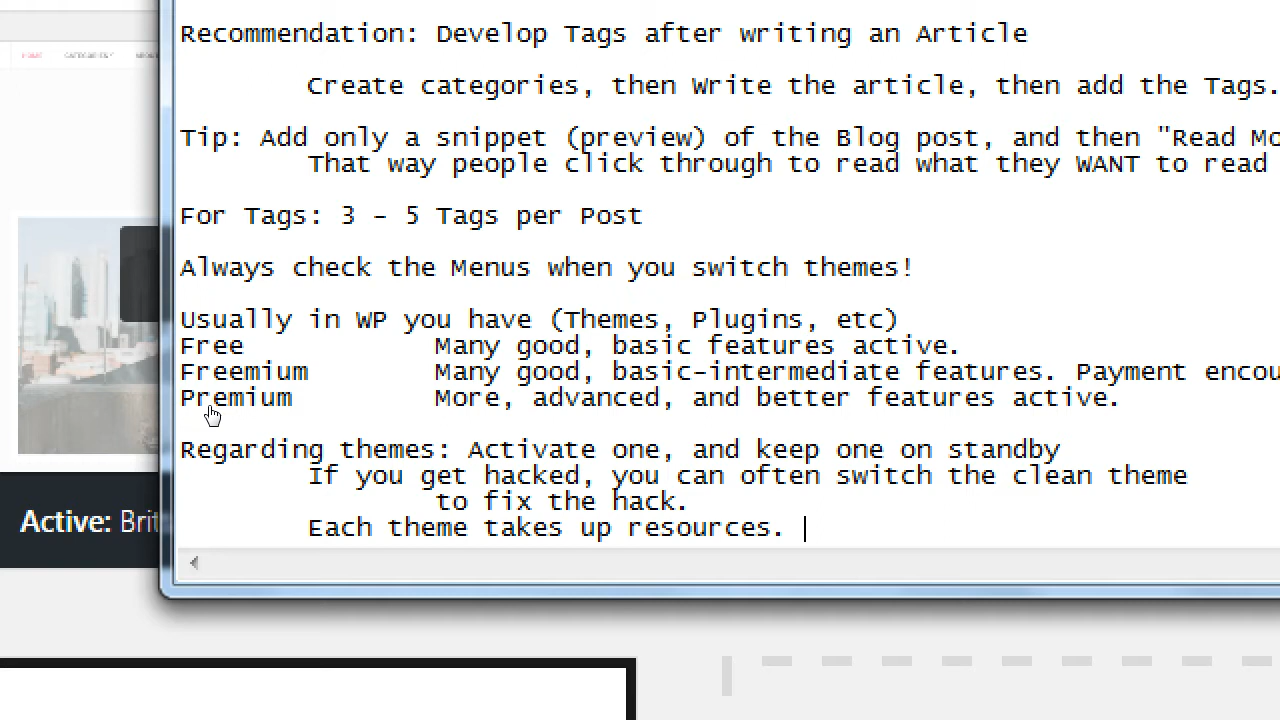 Recommendation: Develop Tags after writing an Article
Create categories, then Write the article, then add the Tags.
Tip: Add only a snippet (preview) of the Blog post, and then "Read Mo
That way people click through to read what they WANT to read
For Tags: 3 - 5 Tags per Post
Always check the Menus when you switch themes!
Usually in WP you have (Themes, Plugins, etc)
Free Many good, basic features active.
Freemium Many good, basic-intermediate features. Payment encou
Premium More, advanced, and better features active.
Regarding themes: Activate one, and keep one on standby
If you get hacked, you can often switch the clean theme
to fix the hack.
Each theme takes up resources.
HOME CATEGORIES
Active: Brit